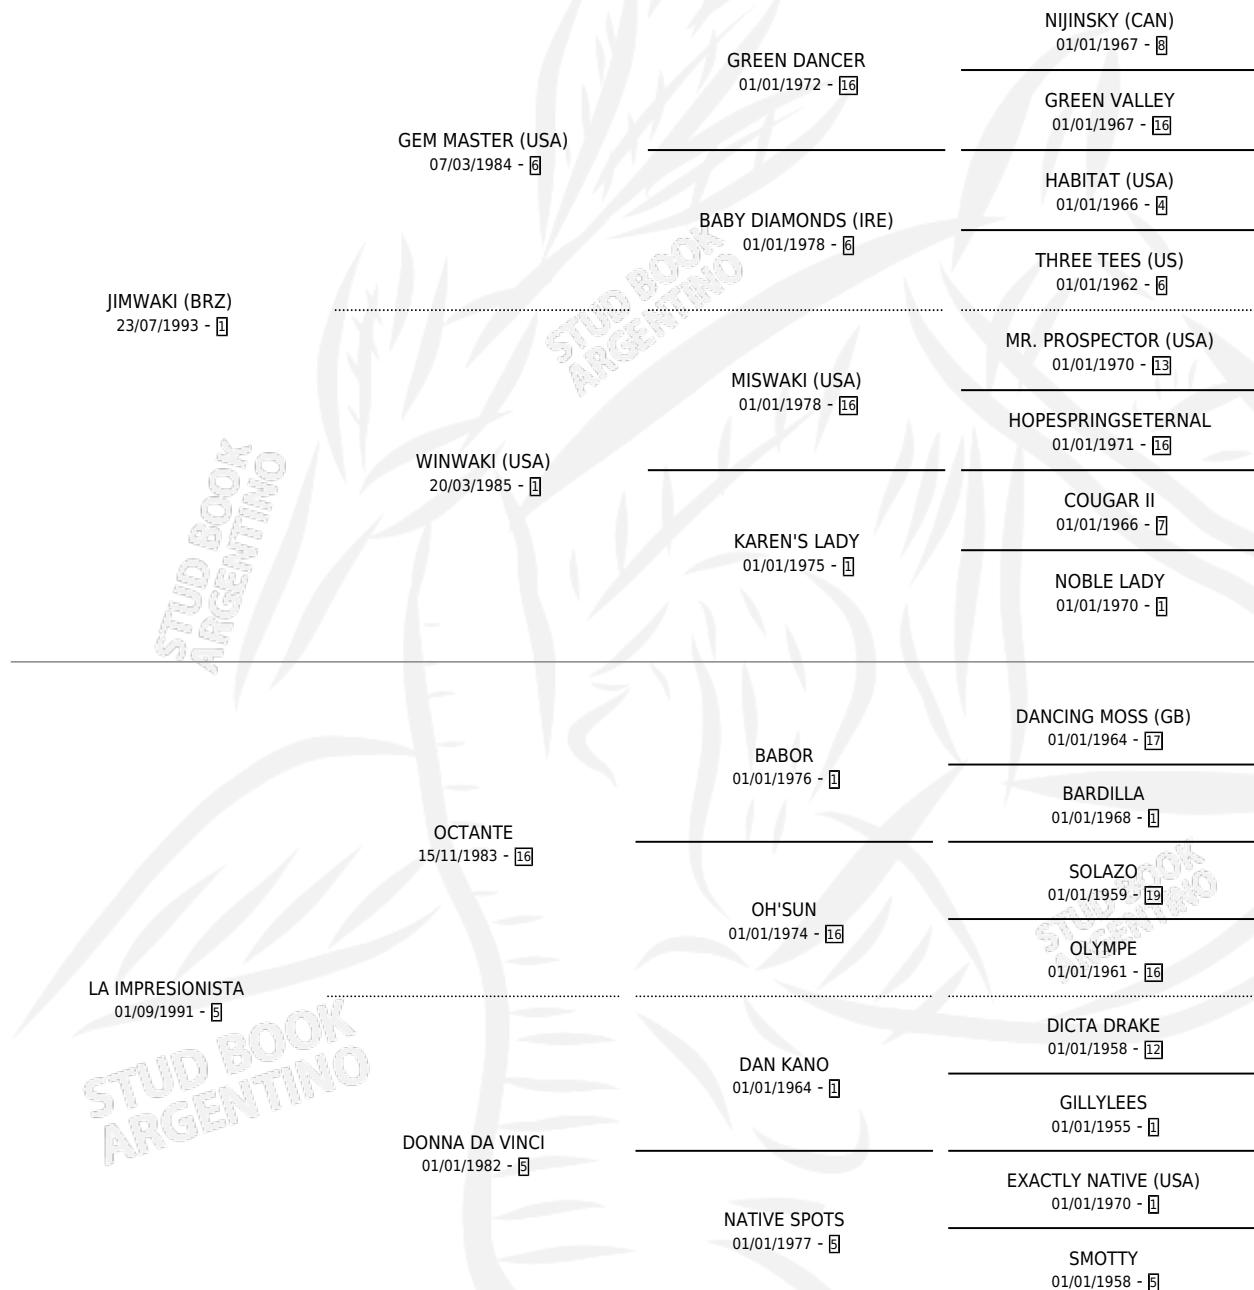 NIJINSKY (CAN)
01/01/1967 - 8
GREEN DANCER
01/01/1972 - 16
GREEN VALLEY
01/01/1967 - 16
GEM MASTER (USA)
07/03/1984 - 6
HABITAT (USA)
01/01/1966 - 4
BABY DIAMONDS (IRE)
01/01/1978 - 6
THREE TEES (US)
01/01/1962 - 6
JIMWAKI (BRZ)
23/07/1993 - 1
STUD BOOK
ARGENTINO
MR. PROSPECTOR (USA)
01/01/1970 - 13
MISWAKI (USA)
01/01/1978 - 16
HOPESPRINGSETERNAL
01/01/1971 - 16
WINWAKI (USA)
20/03/1985 - 1
COUGAR II
01/01/1966 - 7
KAREN'S LADY
01/01/1975 - 1
NOBLE LADY
01/01/1970 - 1
STUD BOOK
ARGENTINO
DANCING MOSS (GB)
01/01/1964 - 17
BABOR
01/01/1976 - 1
BARDILLA
01/01/1968 - 1
OCTANTE
15/11/1983 - 16
SOLAZO
01/01/1959 - 19
OH'SUN
01/01/1974 - 16
STUD BOOK
ARGENTINO
OLYMPE
01/01/1961 - 16
LA IMPRESIONISTA
01/09/1991 - 5
DICTA DRAKE
01/01/1958 - 12
DAN KANO
01/01/1964 - 1
STUD BOOK
ARGENTINO
GILLYLEES
01/01/1955 - 1
DONNA DA VINCI
01/01/1982 - 5
EXACTLY NATIVE (USA)
01/01/1970 - 1
NATIVE SPOTS
01/01/1977 - 5
SMOTTY
01/01/1958 - 5